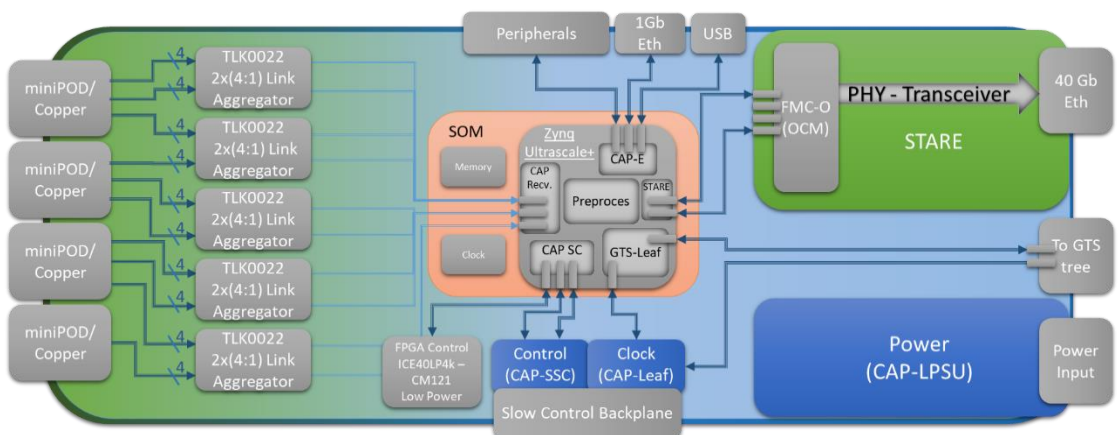 Peripherals
1Gb
Eth
USB
miniPOD/
Copper
miniPOD/
Copper
miniPOD/
Copper
miniPOD/
Copper
4
4
4
4
4
4
4
4
4
TLK0022
2x(4:1) Link
Aggregator
TLK0022
2x(4:1) Link
Aggregator
TLK0022
2x(4:1) Link
Aggregator
TLK0022
2x(4:1) Link
Aggregator
TLK0022
2x(4:1) Link
Aggregator
SOM
Memory
Clock
Zynq
Ultrascale+
CAP-E
CAP
Recv.
Preproces
STARE
CAP SC
GTS-Leaf
FMC-O
(OCM)
PHY - Transceiver
STARE
40 Gb
Eth
To GTS
tree
FPGA Control
ICE40LP4k –
CM121
Low Power
Control
(CAP-SSC)
Clock
(CAP-Leaf)
Slow Control Backplane
Power
(CAP-LPSU)
Power
Input